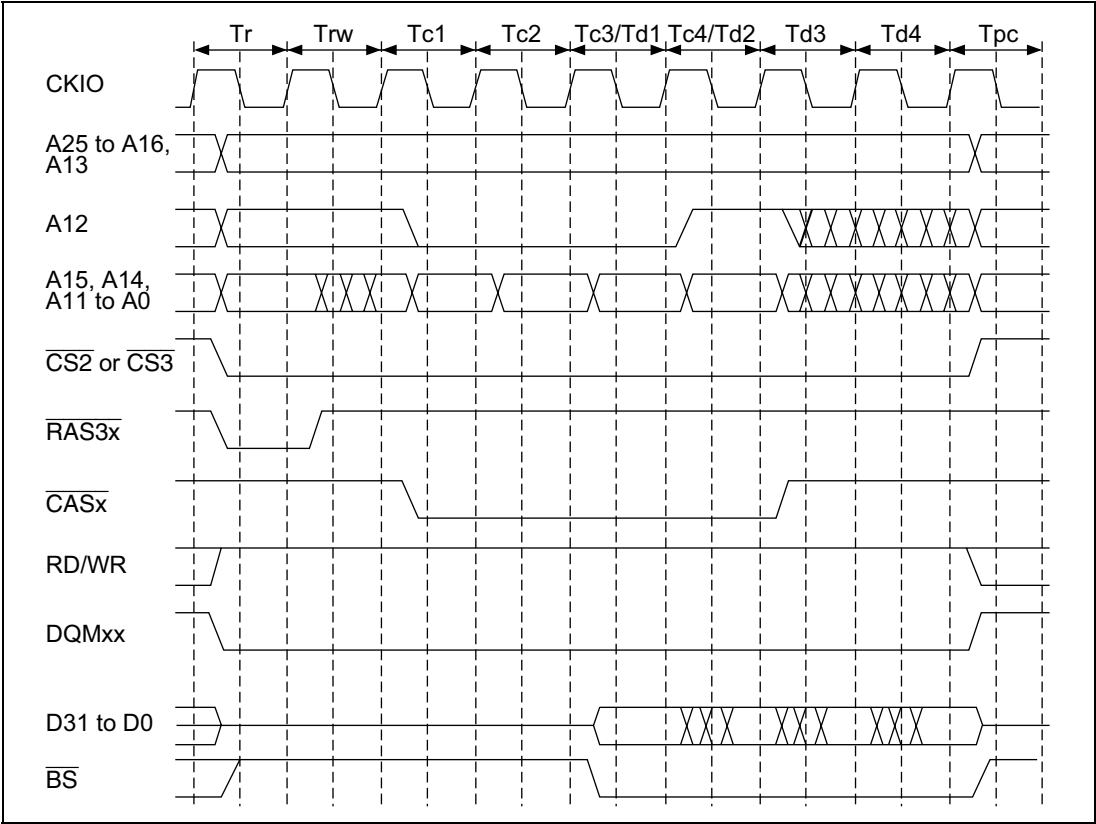 Tr Trw Tc1 Tc2 Tc3/Td1 Tc4/Td2 Td3 Td4 Tpc
CKIO
A25 to A16,
A13
A12
A15, A14,
A11 to A0
CS2 or CS3
RAS3x
CASx
RD/WR
DQMxx
D31 to D0
BS